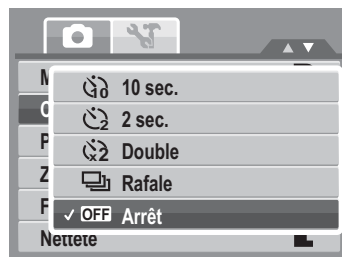 10 sec.
2 sec.
Double
Rafale
OFF Arrêt
Netteté